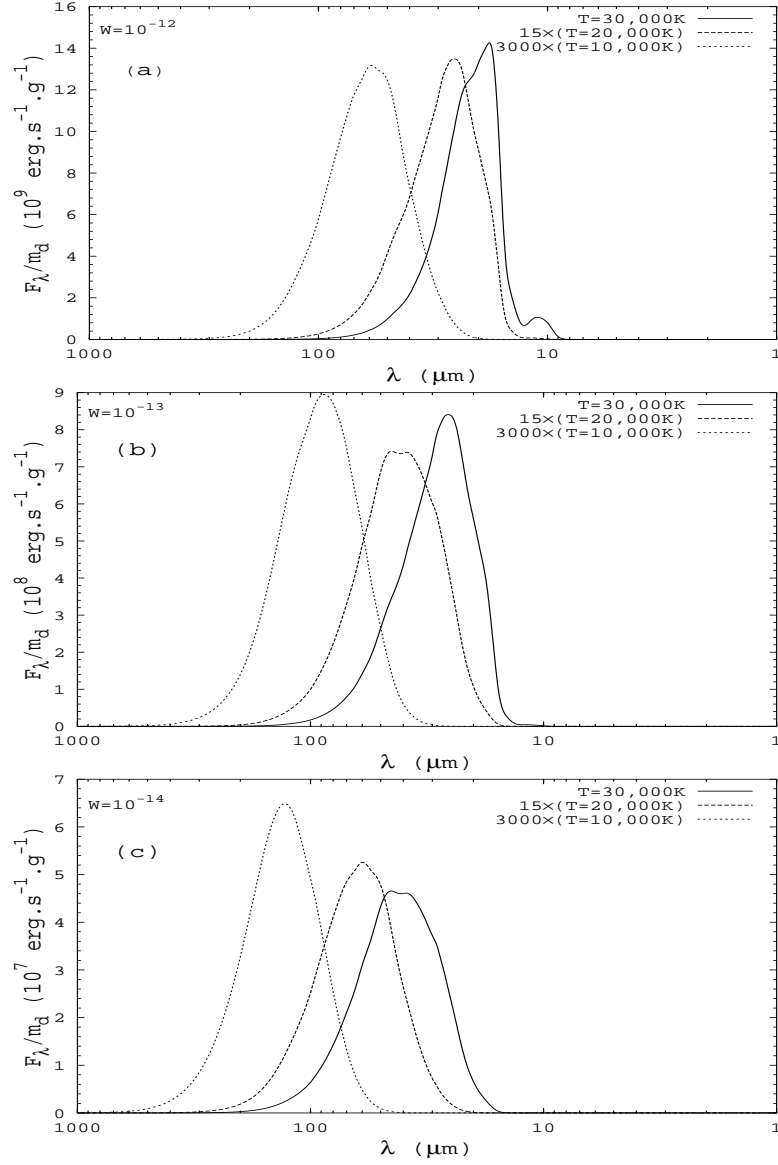 W=10^-12
(a)
T=30,000K
15×(T=20,000K)
3000×(T=10,000K)
16
14
12
10
8
6
4
2
0
F_λ/m_d (10^9 erg.s^-1.g^-1)
1000 100 10 1
λ (μm)
W=10^-13
(b)
T=30,000K
15×(T=20,000K)
3000×(T=10,000K)
9
8
7
6
5
4
3
2
1
0
F_λ/m_d (10^8 erg.s^-1.g^-1)
1000 100 10 1
λ (μm)
W=10^-14
(c)
T=30,000K
15×(T=20,000K)
3000×(T=10,000K)
7
6
5
4
3
2
1
0
F_λ/m_d (10^7 erg.s^-1.g^-1)
1000 100 10 1
λ (μm)